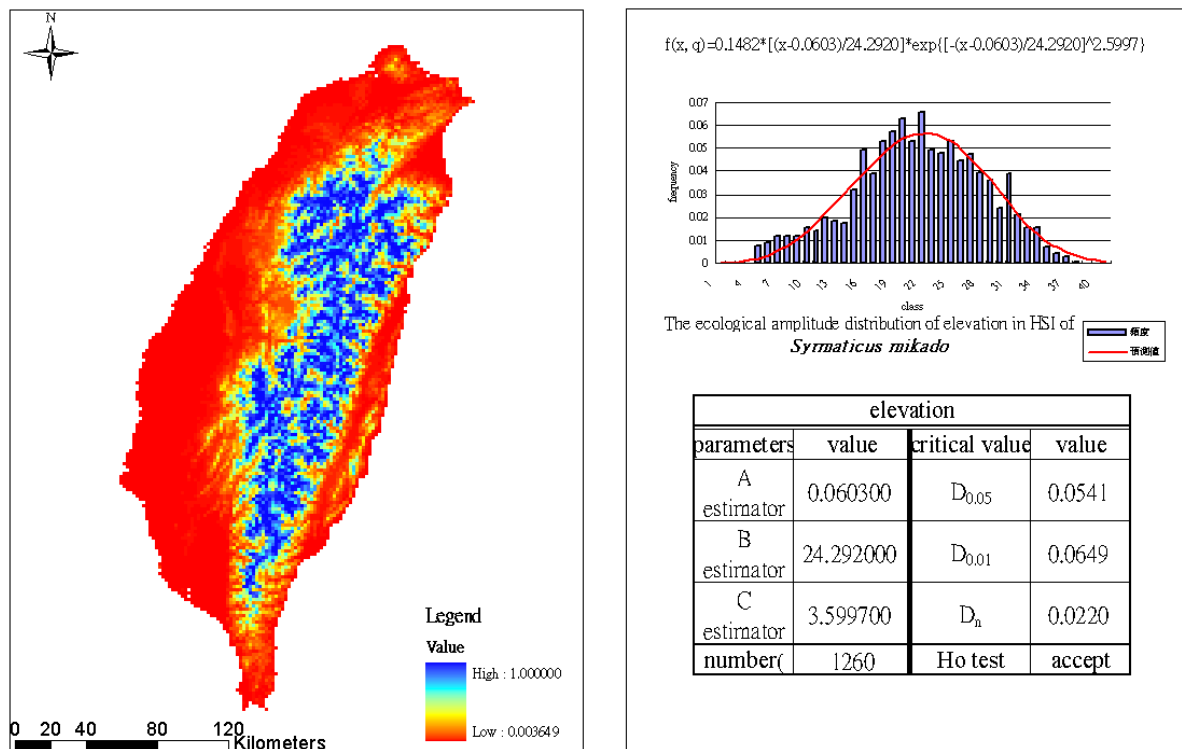 N
Legend
Value
High : 1.000000
Low : 0.003649
0 20 40 80 120
Kilometers
f(x, q)=0.1482*[(x-0.0603)/24.2920]*exp{[-(x-0.0603)/24.2920]^2.5997}
0.07
0.06
0.05
0.04
0.03
0.02
0.01
0
frequency
1 4 7 10 13 16 19 22 25 28 31 34 37 40
class
The ecological amplitude distribution of elevation in HSI of
Syrmaticus mikado
頻度
預測值
elevation
parameters value critical value value
A
estimator 0.060300 D0.05 0.0541
B
estimator 24.292000 D0.01 0.0649
C
estimator 3.599700 Dn 0.0220
number( 1260 Ho test accept